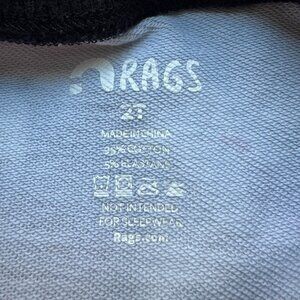 RAGS
2T
MADE IN CHINA
95% COTTON
5% ELASTANE
NOT INTENDED
FOR SLEEPWEAR
Rags.com